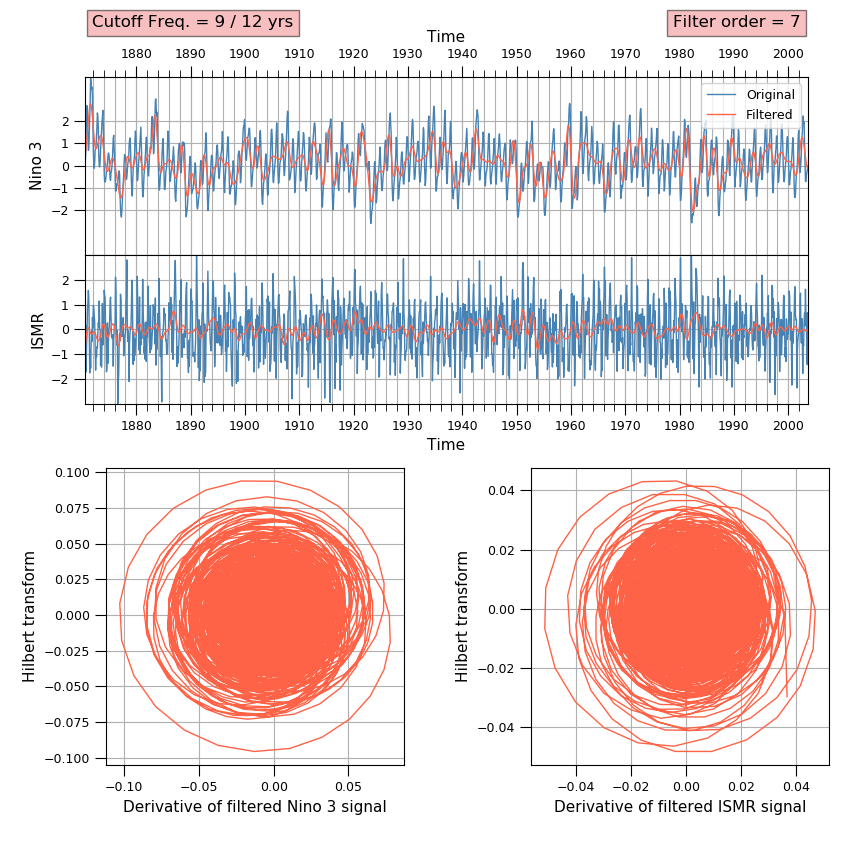 Cutoff Freq. = 9 / 12 yrs
Filter order = 7
Time
1880 1890 1900 1910 1920 1930 1940 1950 1960 1970 1980 1990 2000
Original
Filtered
Nino 3
2
1
0
−1
−2
ISMR
2
1
0
−1
−2
1880 1890 1900 1910 1920 1930 1940 1950 1960 1970 1980 1990 2000
Time
Hilbert transform
0.100
0.075
0.050
0.025
0.000
−0.025
−0.050
−0.075
−0.100
−0.10 −0.05 0.00 0.05
Derivative of filtered Nino 3 signal
Hilbert transform
0.04
0.02
0.00
−0.02
−0.04
−0.04 −0.02 0.00 0.02 0.04
Derivative of filtered ISMR signal